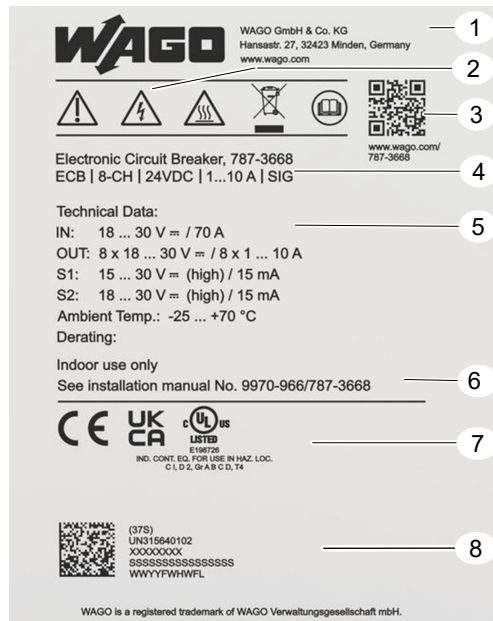 WAGO
WAGO GmbH & Co. KG
Hansastr. 27, 32423 Minden, Germany
www.wago.com
1
2
3
www.wago.com/
787-3668
Electronic Circuit Breaker, 787-3668
ECB | 8-CH | 24VDC | 1...10 A | SIG
4
Technical Data:
5
IN: 18 ... 30 V ⎓ / 70 A
OUT: 8 x 18 ... 30 V ⎓ / 8 x 1 ... 10 A
S1: 15 ... 30 V ⎓ (high) / 15 mA
S2: 18 ... 30 V ⎓ (high) / 15 mA
Ambient Temp.: -25 ... +70 °C
Derating:
Indoor use only
See installation manual No. 9970-966/787-3668
6
CE
UK
CA
c UL us
LISTED
E198726
IND. CONT. EQ. FOR USE IN HAZ. LOC.
C I, D 2, Gr A B C D, T4
7
(37S)
UN315640102
XXXXXXXX
SSSSSSSSSSSSSSSS
WWYYFWHWFL
8
WAGO is a registered trademark of WAGO Verwaltungsgesellschaft mbH.